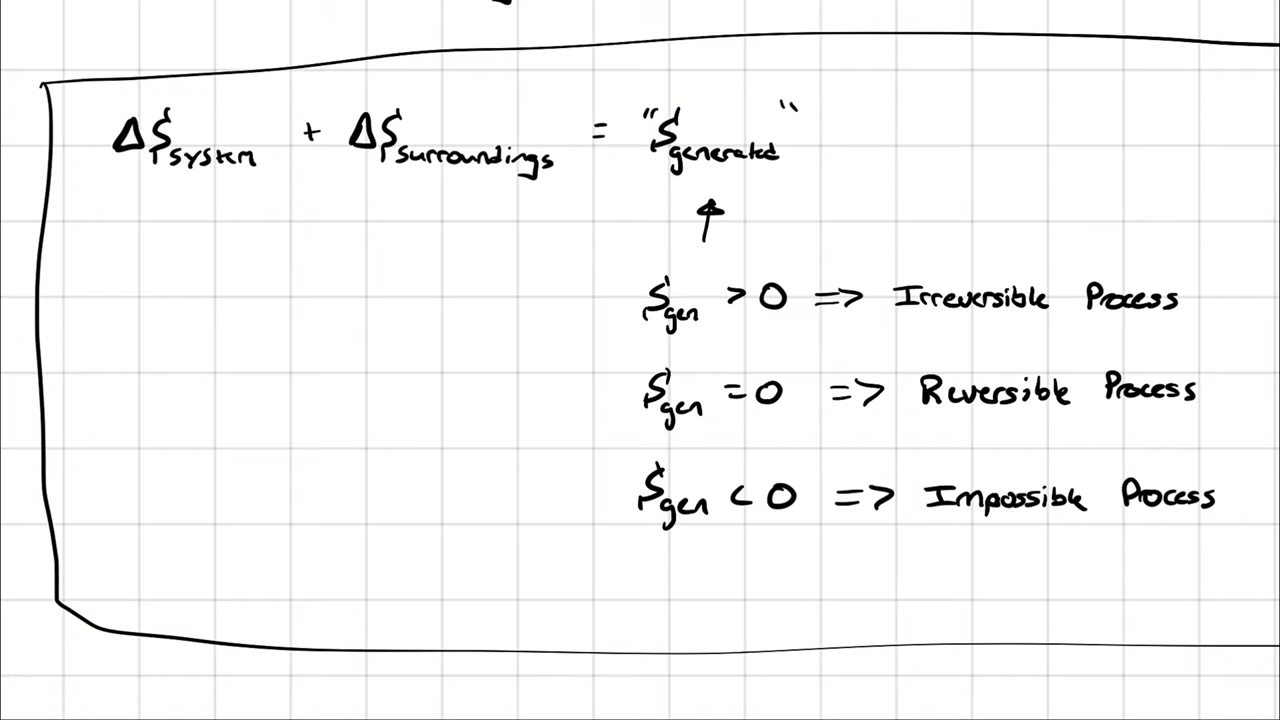 ΔS_system + ΔS_surroundings = "S_generated"
↑
S_gen > 0 => Irreversible Process
S_gen = 0 => Reversible Process
S_gen < 0 => Impossible Process